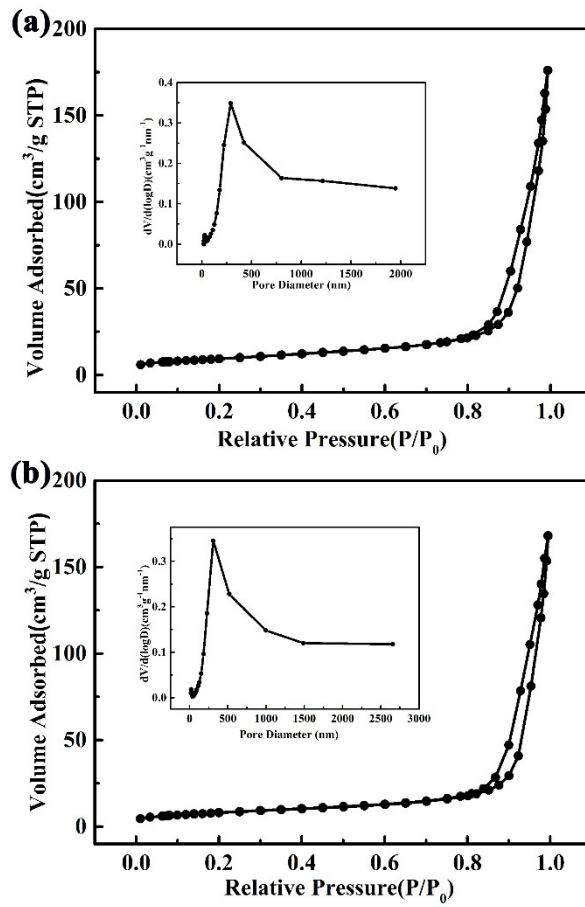 (a)
200
150
100
50
0
Volume Adsorbed(cm³/g STP)
0.0 0.2 0.4 0.6 0.8 1.0
Relative Pressure(P/P₀)
0.4
0.3
0.2
0.1
0.0
dV/d(logD)(cm³g⁻¹nm⁻¹)
0 500 1000 1500 2000
Pore Diameter (nm)
(b)
200
150
100
50
0
Volume Adsorbed(cm³/g STP)
0.0 0.2 0.4 0.6 0.8 1.0
Relative Pressure(P/P₀)
0.3
0.2
0.1
0.0
dV/d(logD)(cm³g⁻¹nm⁻¹)
0 500 1000 1500 2000 2500 3000
Pore Diameter (nm)